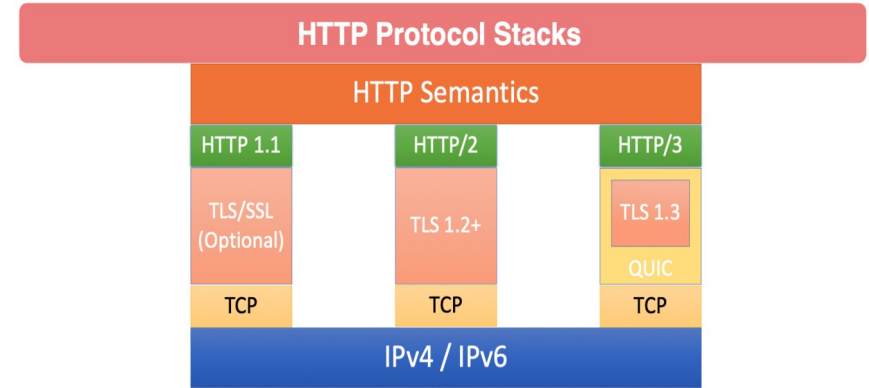 HTTP Protocol Stacks
HTTP Semantics
HTTP 1.1
HTTP/2
HTTP/3
TLS/SSL
(Optional)
TLS 1.2+
TLS 1.3
QUIC
TCP
TCP
TCP
IPv4 / IPv6